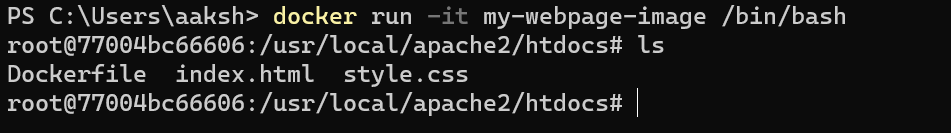 PS C:\Users\aaksh> docker run -it my-webpage-image /bin/bash
root@77004bc66606:/usr/local/apache2/htdocs# ls
Dockerfile  index.html  style.css
root@77004bc66606:/usr/local/apache2/htdocs#